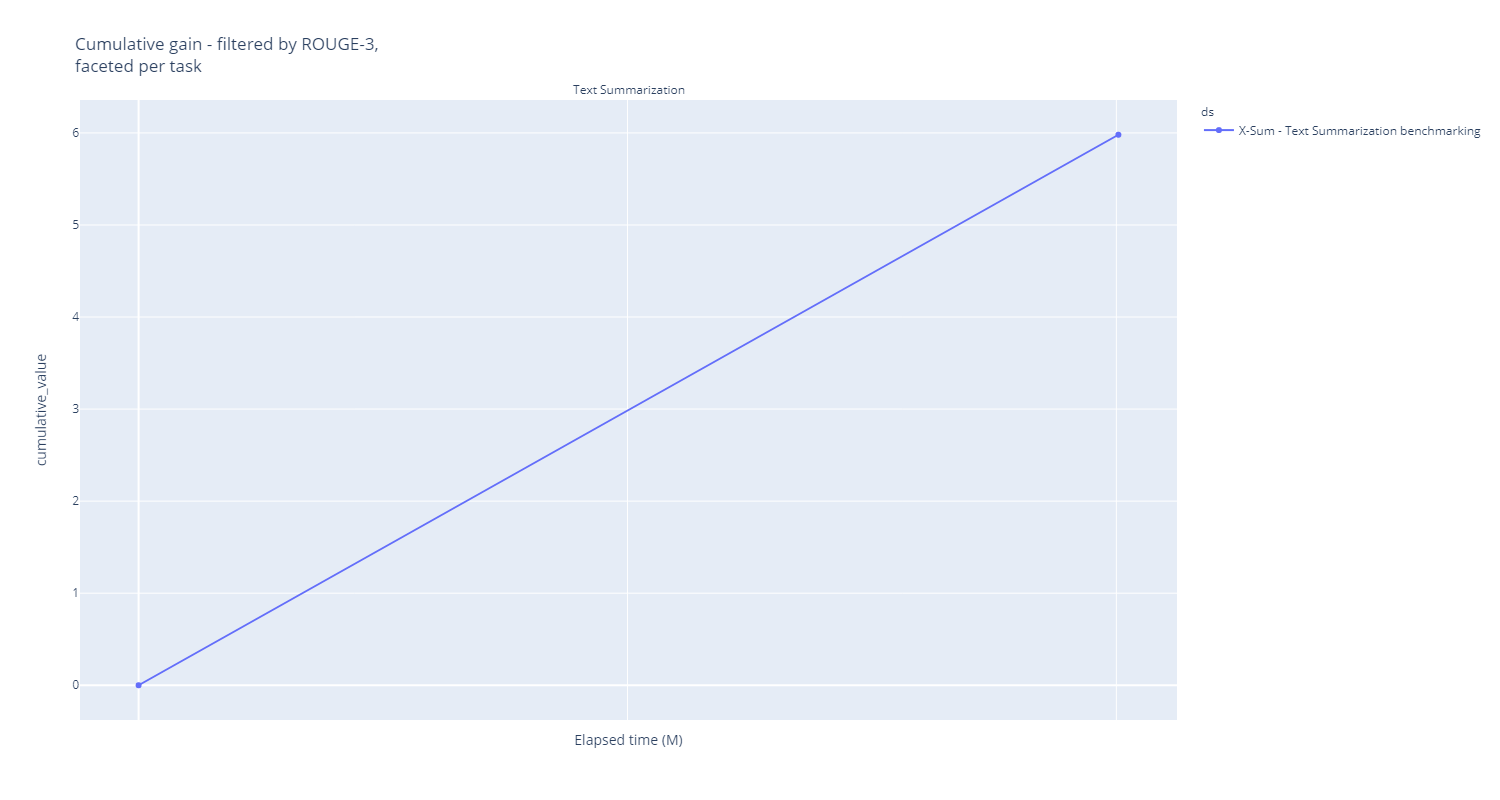 Cumulative gain - filtered by ROUGE-3,
faceted per task
Text Summarization
ds
X-Sum - Text Summarization benchmarking
6
5
4
3
2
1
0
cumulative_value
Elapsed time (M)